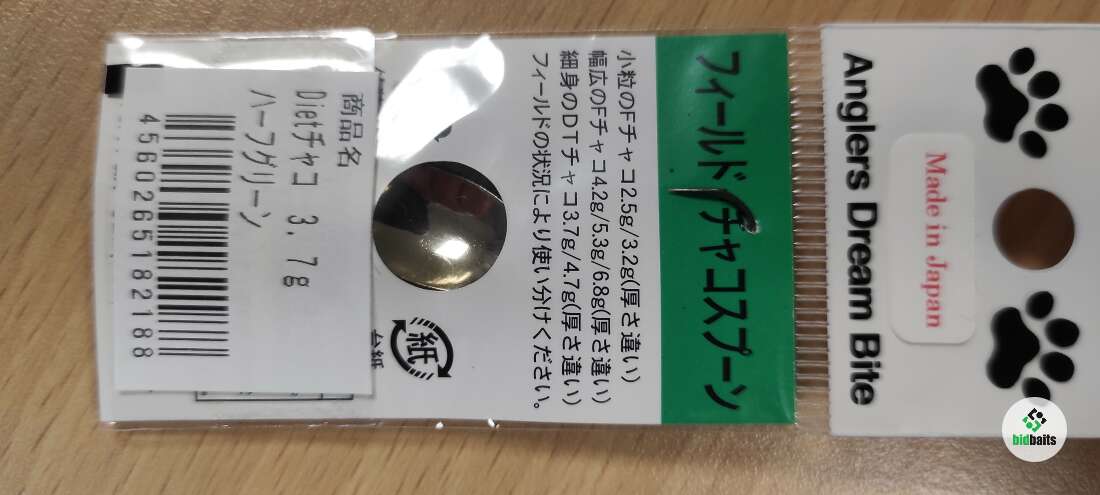 Anglers Dream Bite
Made in Japan
フィールドチャコスプーン
小粒のFチャコ2.5g/3.2g(厚さ違い)
幅広のFチャコ4.2g/5.3g/6.8g(厚さ違い)
細身のDTチャコ3.7g/4.7g(厚さ違い)
フィールドの状況により使い分けください。
紙
台紙
商品名
Dietチャコ 3.7g
ハーフグリーン
4560265182188
bidbaits